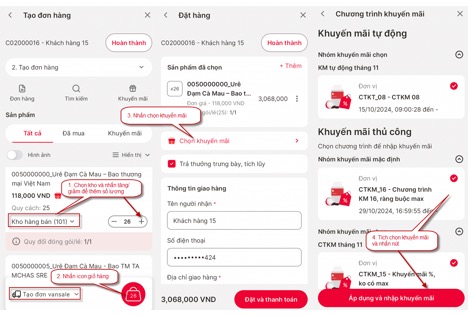 Tạo đơn hàng
C02000016 - Khách hàng 15
Hoàn thành
2. Tạo đơn hàng
Đơn hàng
Tìm kiếm
Khuyến mại
Sản phẩm
Tất cả
Đã mua
Khuyến mại
Hình ảnh
Hiển thị
0050000000_Urê Đạm Cà Mau - Bao thương
mại Việt Nam
118,000 VND
Quy cách: 25
1. Chọn kho và nhấn tăng/
giảm để thêm số lượng
Kho hàng bán (101)
26
Quy đổi đóng gói/lẻ: 1/1
0050000005_Urê Đạm Cà Mau - Bao TM TA
MCHAS SRE
2. Nhấn icon giỏ hàng
Tạo đơn vansale
26
Đặt hàng
C02000016 - Khách hàng 15
Hoàn thành
Sản phẩm đã chọn
+ Thêm
x26
0050000000_Urê
Đạm Cà Mau - Bao t...
Đơn giá - 118,000 VND
3,068,000
1/1
3. Nhấn chọn khuyến mãi
Chọn khuyến mãi
Trả thưởng trưng bày, tích lũy
Thông tin giao hàng
Tên người nhận *
Khách hàng 15
Số điện thoại
•••••••••424
Địa chỉ giao hàng *
3,068,000 VND
Đặt và thanh toán
Chương trình khuyến mãi
Khuyến mãi tự động
Nhóm khuyến mãi chọn
KM tự động tháng 11
Đơn vị
CTKT_08 - CTKM 08
15/10/2024, 09:00:28 đến -
Khuyến mãi thủ công
Chọn chương trình để nhập khuyến mãi
Nhóm khuyến mãi mặc định
Đơn vị
CTKM_16 - Chương trình
KM 16, ràng buộc max
29/10/2024, 16:59:55 đến
4. Tích chọn khuyến mãi
và nhấn nút
CTKM tháng 11
Đơn vị
CTKM_15 - Khuyến mãi %,
ko có max
Áp dụng và nhập khuyến mãi